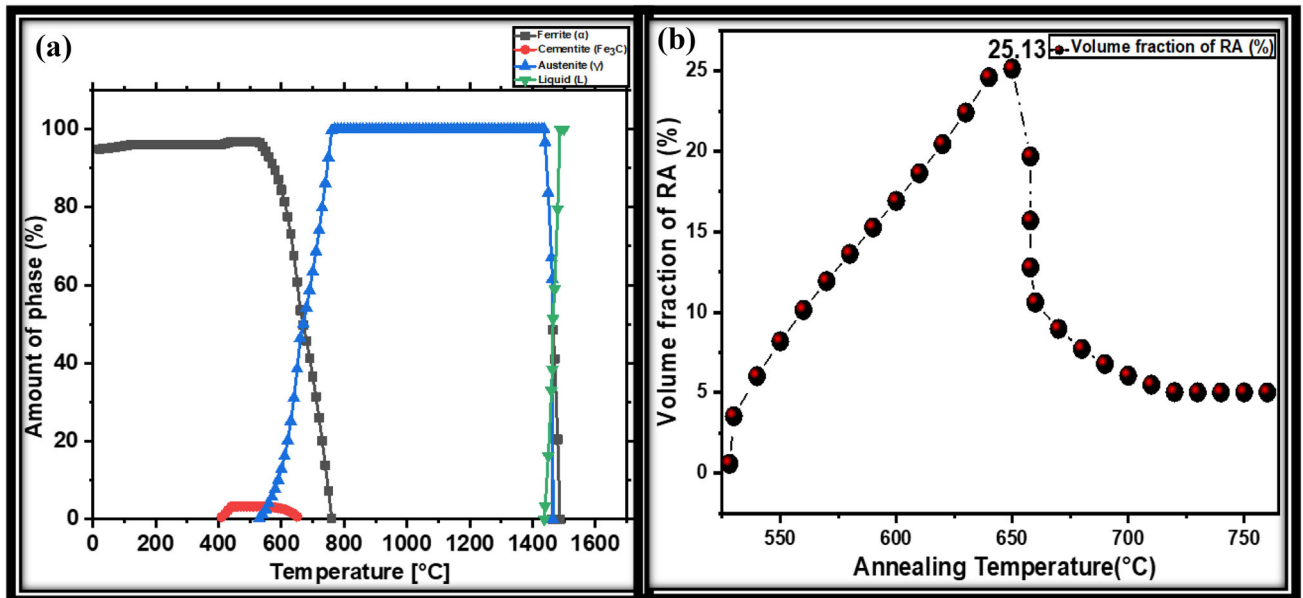 (a)
Ferrite (α)
Cementite (Fe3C)
Austenite (γ)
Liquid (L)
100
80
60
40
20
0
Amount of phase (%)
0 200 400 600 800 1000 1200 1400 1600
Temperature [°C]
(b)
25.13
Volume fraction of RA (%)
25
20
15
10
5
0
Volume fraction of RA (%)
550 600 650 700 750
Annealing Temperature(°C)